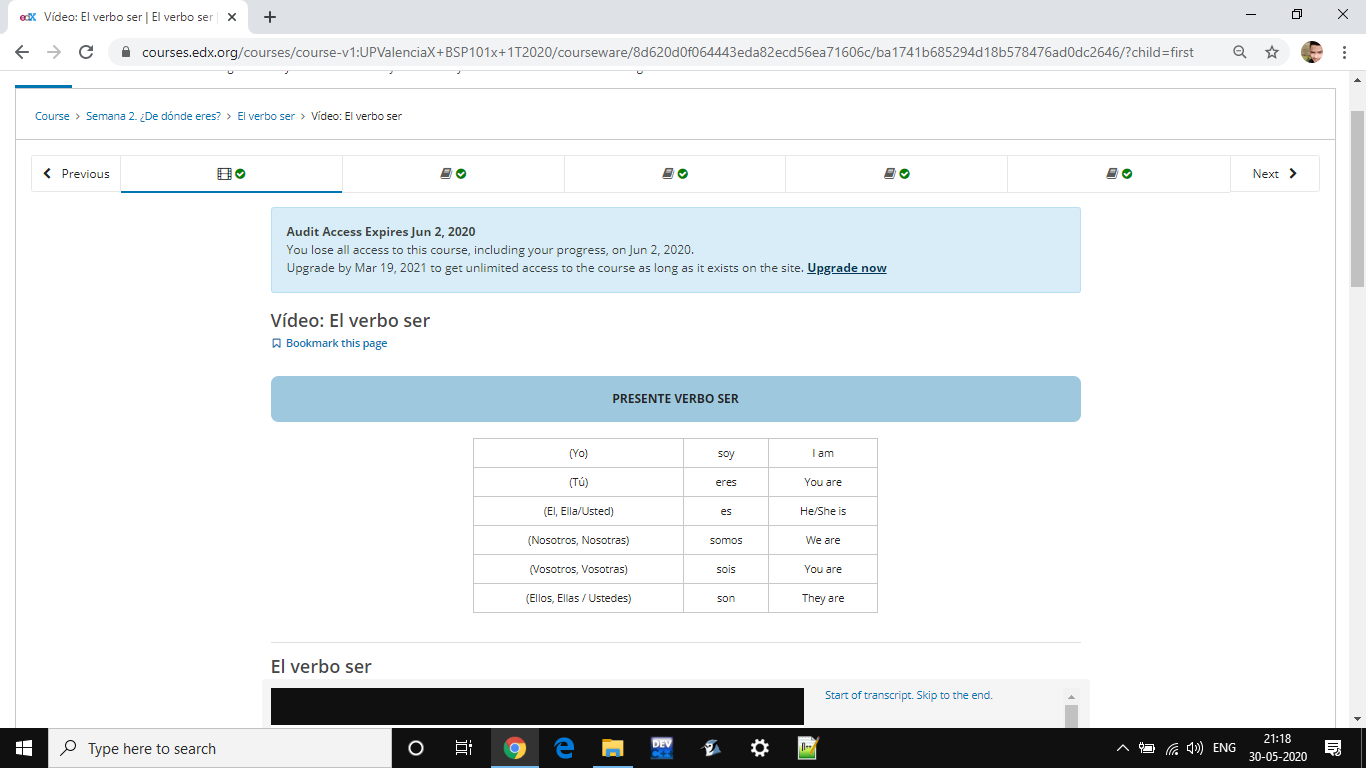 Vídeo: El verbo ser | El verbo ser
courses.edx.org/courses/course-v1:UPValenciaX+BSP101x+1T2020/courseware/8d620d0f064443eda82ecd56ea71606c/ba1741b685294d18b578476ad0dc2646/?child=first
Course > Semana 2. ¿De dónde eres? > El verbo ser > Vídeo: El verbo ser
Previous
Next
Audit Access Expires Jun 2, 2020
You lose all access to this course, including your progress, on Jun 2, 2020.
Upgrade by Mar 19, 2021 to get unlimited access to the course as long as it exists on the site. Upgrade now
Vídeo: El verbo ser
Bookmark this page
PRESENTE VERBO SER
(Yo) soy I am
(Tú) eres You are
(El, Ella/Usted) es He/She is
(Nosotros, Nosotras) somos We are
(Vosotros, Vosotras) sois You are
(Ellos, Ellas / Ustedes) son They are
El verbo ser
Start of transcript. Skip to the end.
Type here to search
DEV
ENG
21:18
30-05-2020